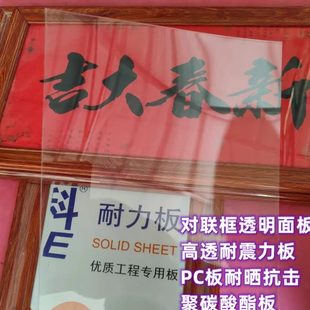 吉大春新
科®
E
耐力板
SOLID SHEET
优质工程专用板
对联框透明面板
高透耐震力板
PC板耐晒抗击
聚碳酸酯板